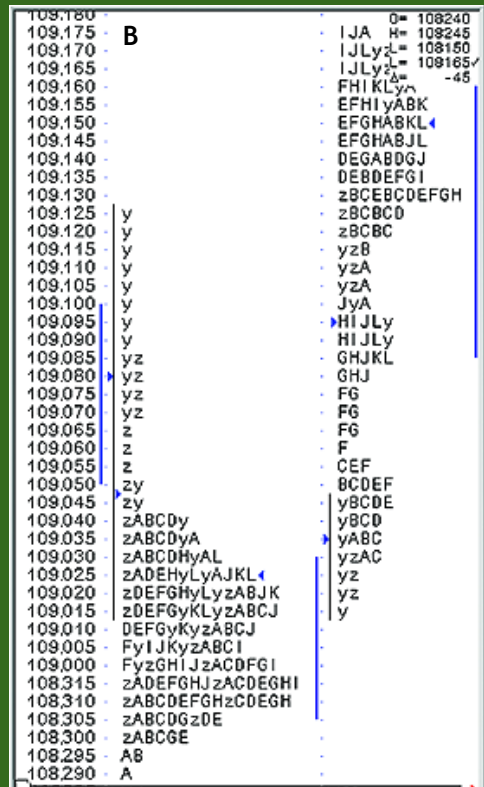 109.180 O= 108240
109.175 B IJA H= 108245
109.170 IJLyz L= 108150
109.165 IJLyz L= 108165✓
109.160 FHIKLyA Δ= -45
109.155 EFHIyABK
109.150 EFGHABKL
109.145 EFGHABJL
109.140 DEGABDGJ
109.135 DEBDEFGI
109.130 zBCEBCDEFGH
109.125 y zBCBCD
109.120 y zBCBC
109.115 y yzB
109.110 y yzA
109.105 y yzA
109.100 y JyA
109.095 y HIJLy
109.090 y HIJLy
109.085 yz GHJKL
109.080 yz GHJ
109.075 yz FG
109.070 yz FG
109.065 z FG
109.060 z F
109.055 z CEF
109.050 zy BCDEF
109.045 zy yBCDE
109.040 zABCDy yBCD
109.035 zABCDyA yABC
109.030 zABCDHyAL yzAC
109.025 zADEHyLyAJKL yz
109.020 zDEFGHyLyzABJK yz
109.015 zDEFGyKLyzABCJ y
109.010 DEFGyKyzABCJ
109.005 FyIJKyzABCI
109.000 FyzGHIJzACDFGI
108.315 zADEFGHJzACDEGHI
108.310 zABCDEFGHzCDEGH
108.305 zABCDGzDE
108.300 zABCGE
108.295 AB
108.290 A